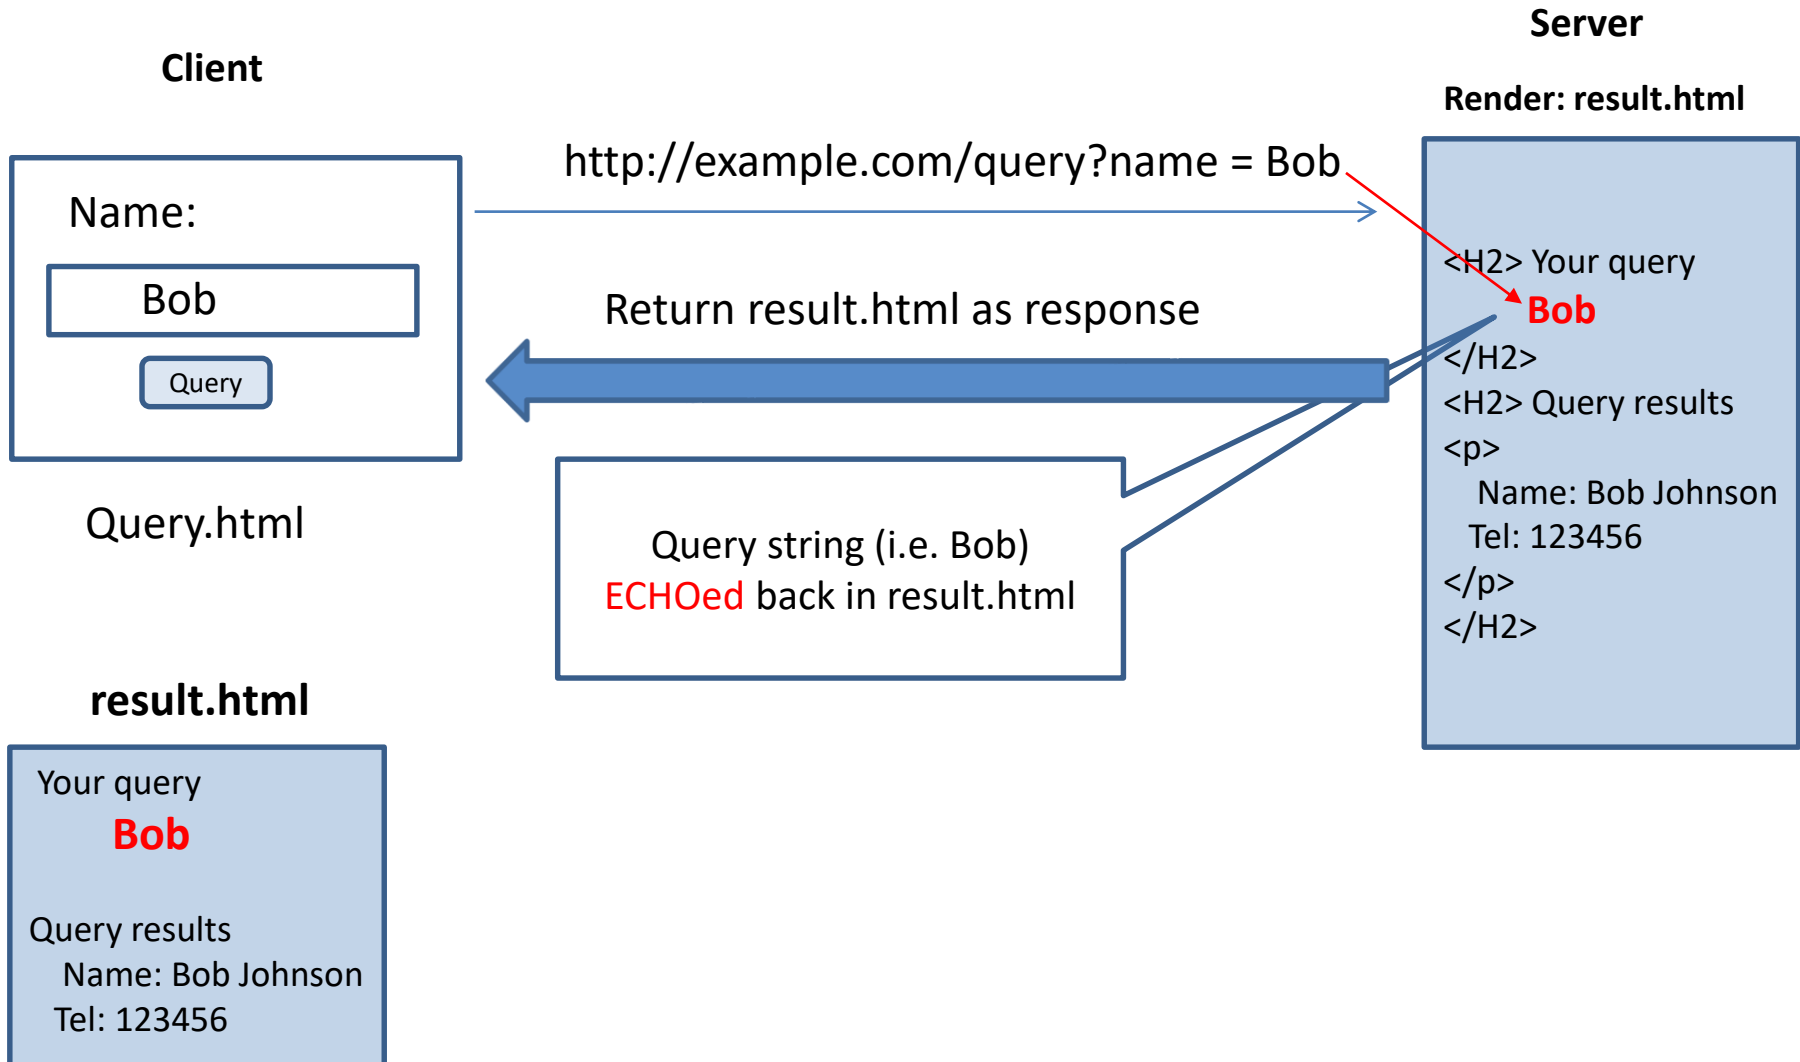 Client
Server
Render: result.html
http://example.com/query?name = Bob
Name:
Bob
Query
Query.html
Return result.html as response
Query string (i.e. Bob)
ECHOed back in result.html
<H2> Your query
Bob
</H2>
<H2> Query results
<p>
Name: Bob Johnson
Tel: 123456
</p>
</H2>
result.html
Your query
Bob
Query results
Name: Bob Johnson
Tel: 123456